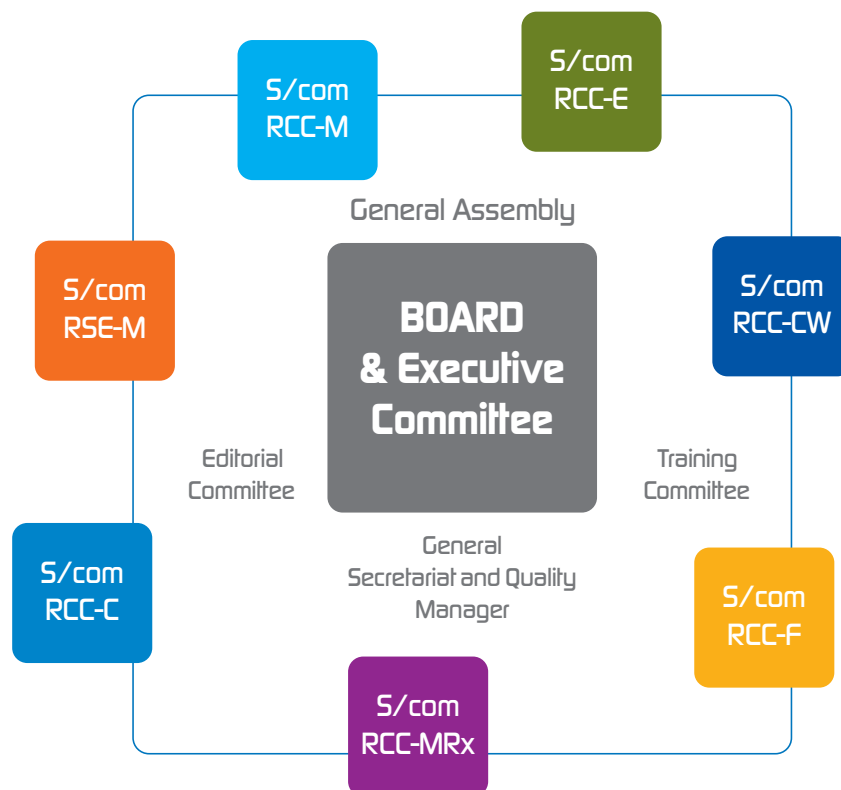 S/com
RCC-M
S/com
RCC-E
General Assembly
S/com
RSE-M
BOARD
& Executive
Committee
S/com
RCC-CW
Editorial
Committee
Training
Committee
S/com
RCC-C
General
Secretariat and Quality
Manager
S/com
RCC-F
S/com
RCC-MRx